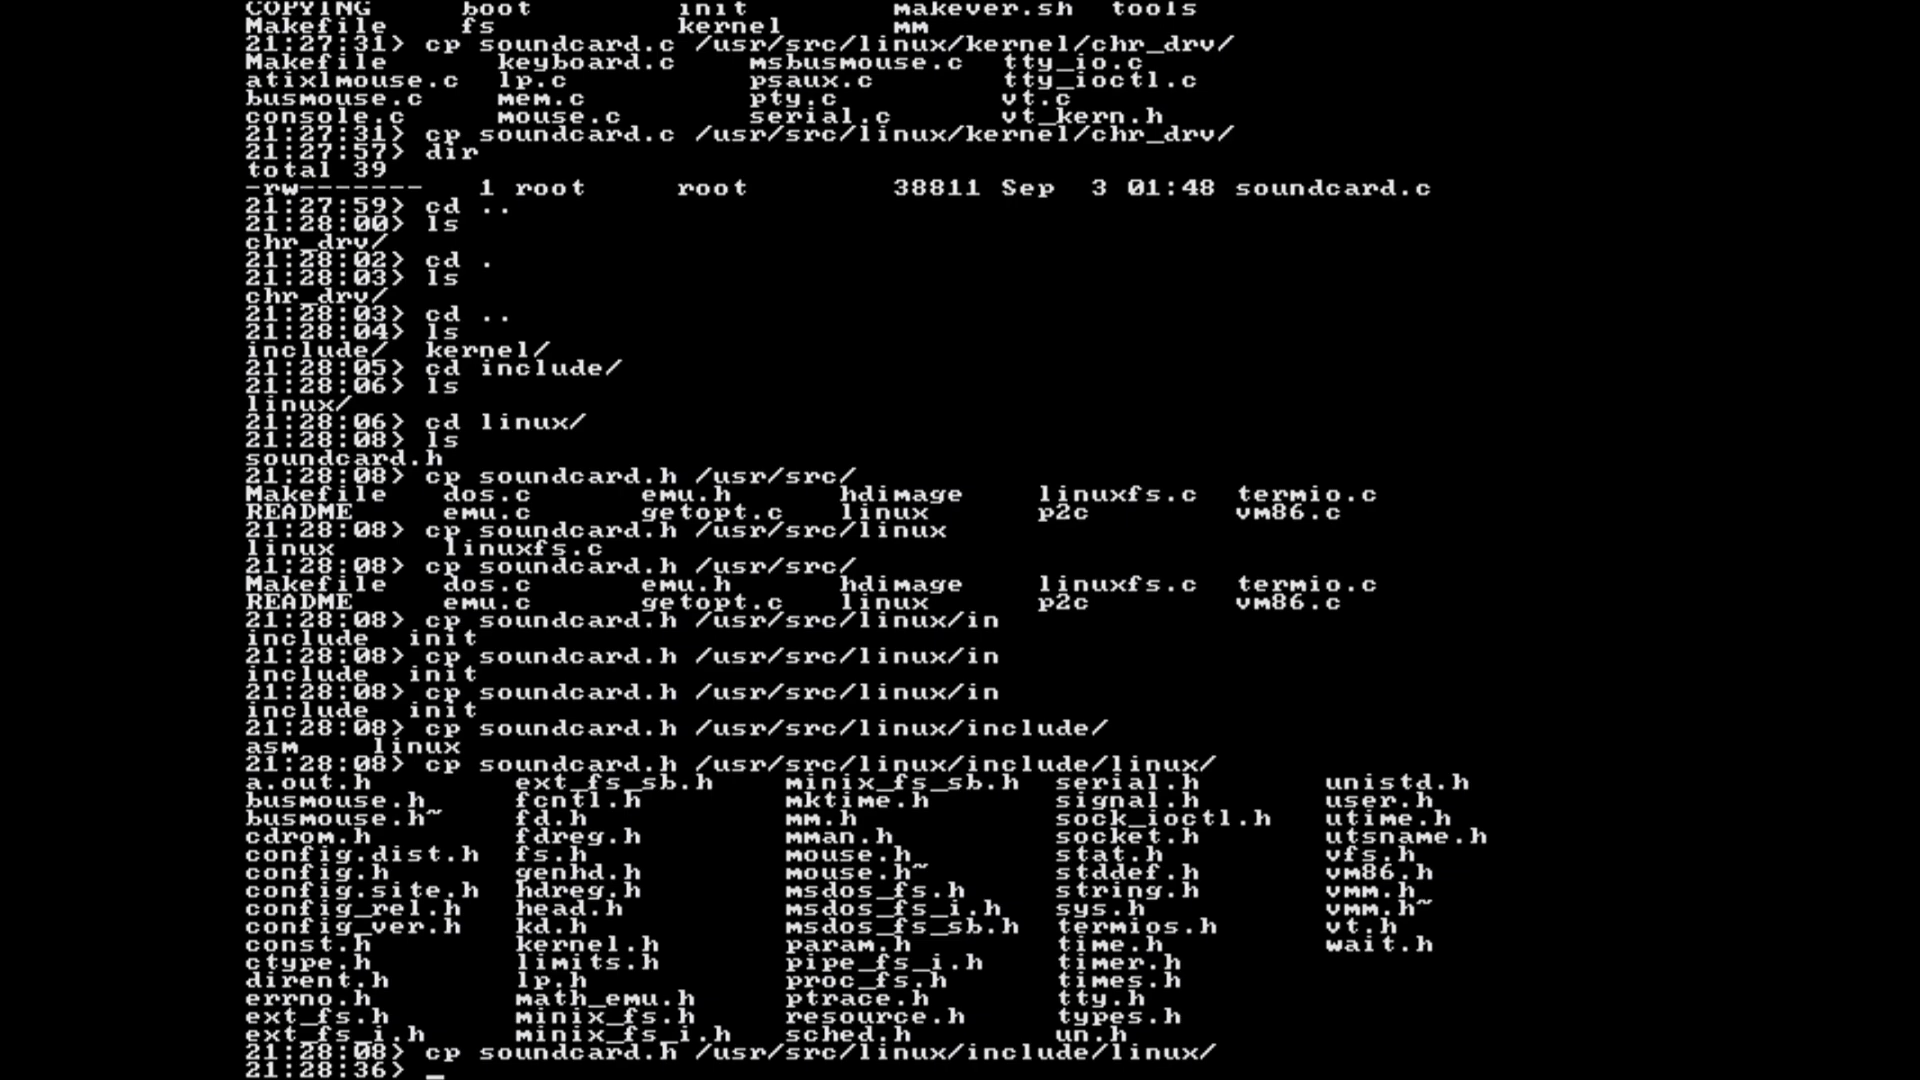 COPYING boot init makever.sh tools
Makefile fs kernel mm
21:27:31> cp soundcard.c /usr/src/linux/kernel/chr_drv/
Makefile keyboard.c msbusmouse.c tty_io.c
atixlmouse.c lp.c psaux.c tty_ioctl.c
busmouse.c mem.c pty.c vt.c
console.c mouse.c serial.c vt_kern.h
21:27:31> cp soundcard.c /usr/src/linux/kernel/chr_drv/
21:27:57> dir
total 39
-rw------- 1 root root 38811 Sep 3 01:48 soundcard.c
21:27:59> cd ..
21:28:00> ls
chr_drv/
21:28:02> cd .
21:28:03> ls
chr_drv/
21:28:03> cd ..
21:28:04> ls
include/ kernel/
21:28:05> cd include/
21:28:06> ls
linux/
21:28:06> cd linux/
21:28:08> ls
soundcard.h
21:28:08> cp soundcard.h /usr/src/
Makefile dos.c emu.h hdimage linuxfs.c termio.c
README emu.c getopt.c linux p2c vm86.c
21:28:08> cp soundcard.h /usr/src/linux
linux linuxfs.c
21:28:08> cp soundcard.h /usr/src/
Makefile dos.c emu.h hdimage linuxfs.c termio.c
README emu.c getopt.c linux p2c vm86.c
21:28:08> cp soundcard.h /usr/src/linux/in
include init
21:28:08> cp soundcard.h /usr/src/linux/in
include init
21:28:08> cp soundcard.h /usr/src/linux/in
include init
21:28:08> cp soundcard.h /usr/src/linux/include/
asm linux
21:28:08> cp soundcard.h /usr/src/linux/include/linux/
a.out.h ext_fs_sb.h minix_fs_sb.h serial.h unistd.h
busmouse.h fcntl.h mktime.h signal.h user.h
busmouse.h~ fd.h mm.h sock_ioctl.h utime.h
cdrom.h fdreg.h mman.h socket.h utsname.h
config.dist.h fs.h mouse.h stat.h vfs.h
config.h genhd.h mouse.h~ stddef.h vm86.h
config.site.h hdreg.h msdos_fs.h string.h vmm.h
config_rel.h head.h msdos_fs_i.h sys.h vmm.h~
config_ver.h kd.h msdos_fs_sb.h termios.h vt.h
const.h kernel.h param.h time.h wait.h
ctype.h limits.h pipe_fs_i.h timer.h
dirent.h lp.h proc_fs.h times.h
errno.h math_emu.h ptrace.h tty.h
ext_fs.h minix_fs.h resource.h types.h
ext_fs_i.h minix_fs_i.h sched.h un.h
21:28:08> cp soundcard.h /usr/src/linux/include/linux/
21:28:36> _